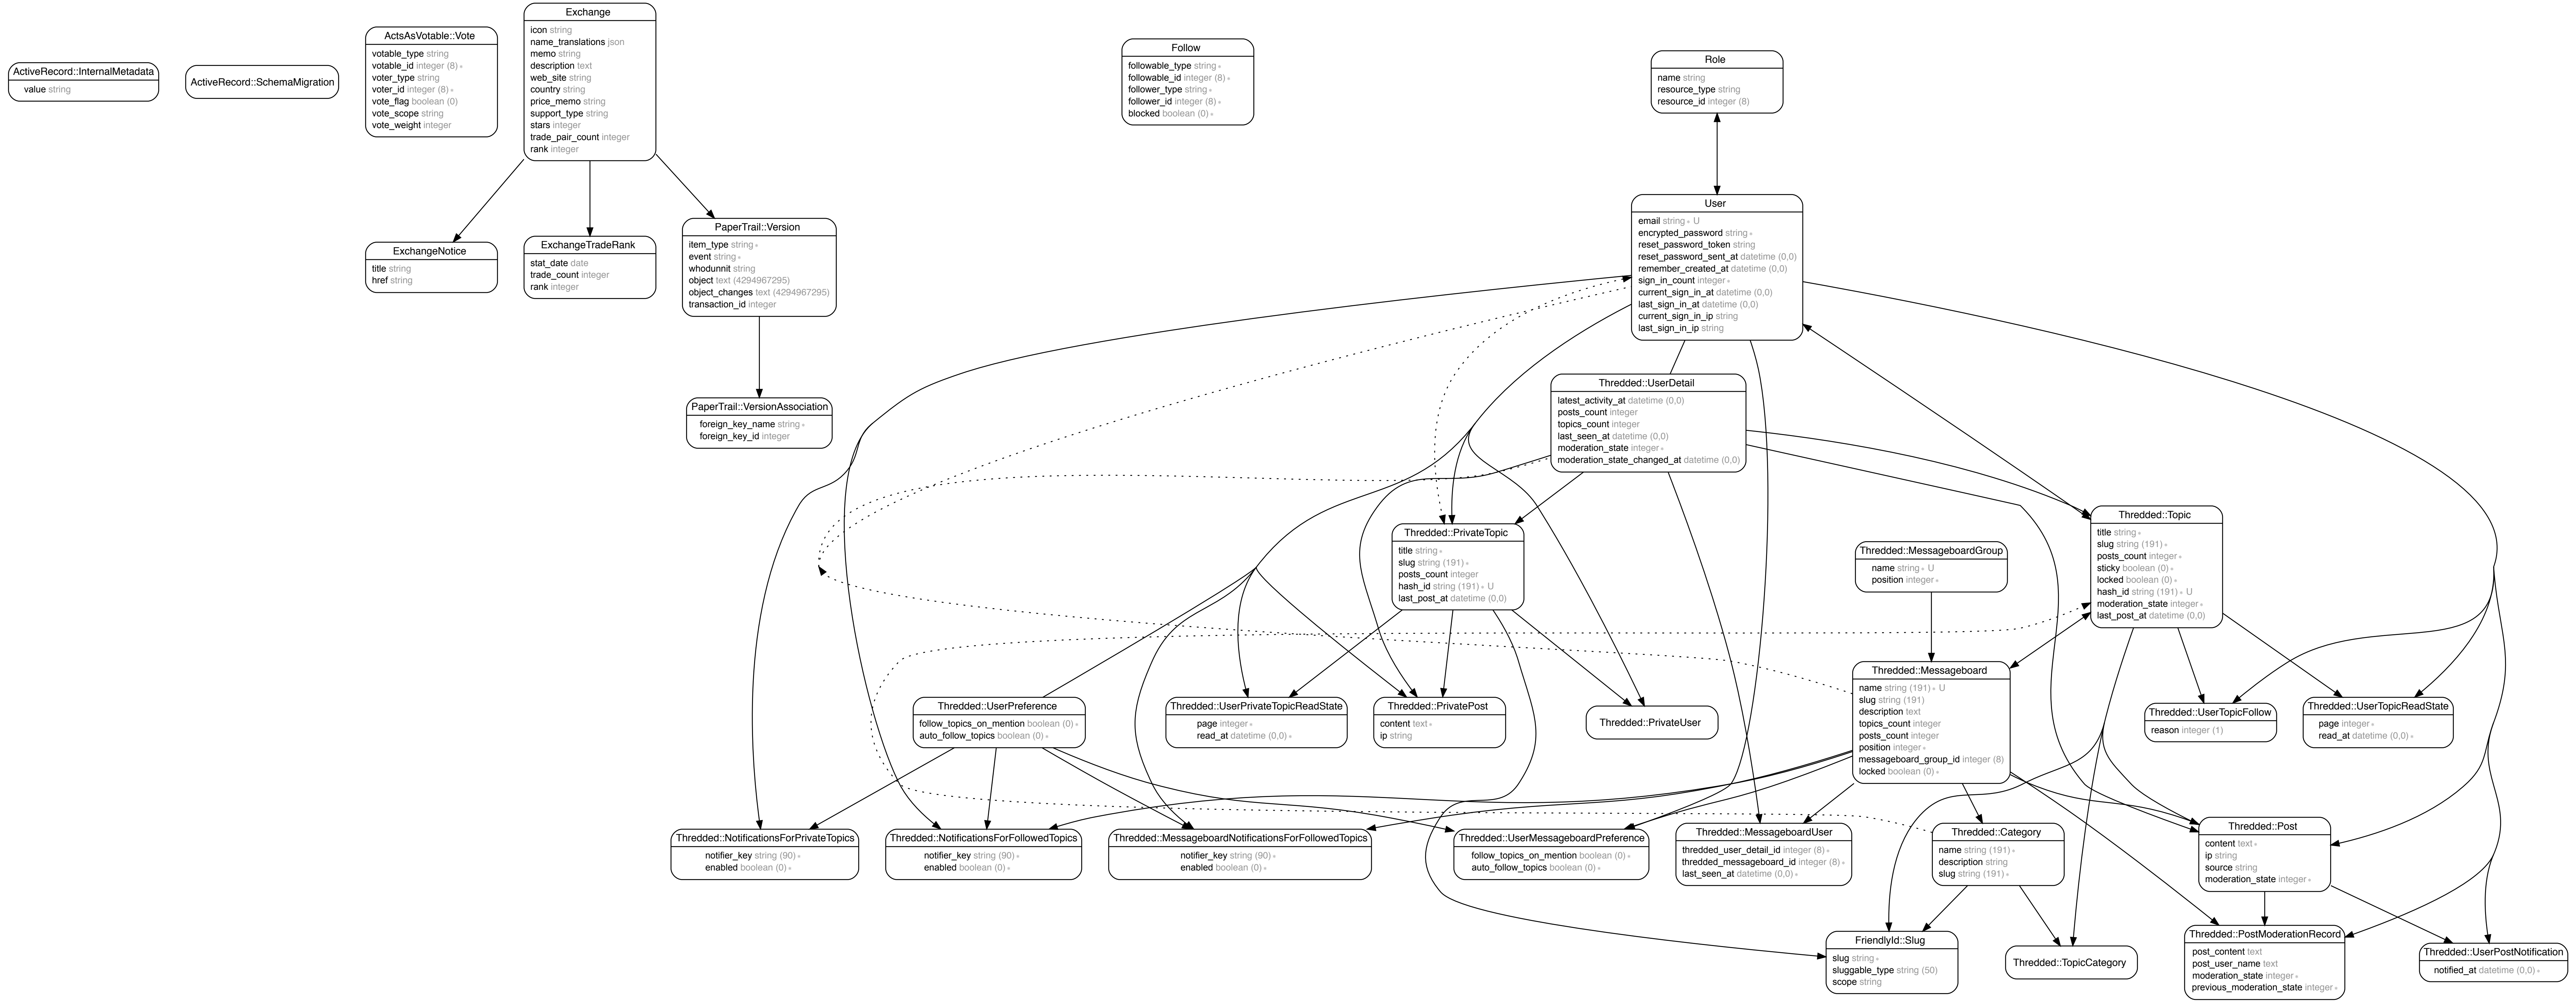 ActiveRecord::InternalMetadata
value string
ActiveRecord::SchemaMigration
ActsAsVotable::Vote
votable_type string
votable_id integer (8) ∗
voter_type string
voter_id integer (8) ∗
vote_flag boolean (0)
vote_scope string
vote_weight integer
Exchange
icon string
name_translations json
memo string
description text
web_site string
country string
price_memo string
support_type string
stars integer
trade_pair_count integer
rank integer
ExchangeNotice
title string
href string
ExchangeTradeRank
stat_date date
trade_count integer
rank integer
PaperTrail::Version
item_type string ∗
event string ∗
whodunnit string
object text (4294967295)
object_changes text (4294967295)
transaction_id integer
PaperTrail::VersionAssociation
foreign_key_name string ∗
foreign_key_id integer
Follow
followable_type string ∗
followable_id integer (8) ∗
follower_type string ∗
follower_id integer (8) ∗
blocked boolean (0) ∗
Role
name string
resource_type string
resource_id integer (8)
User
email string ∗ U
encrypted_password string ∗
reset_password_token string
reset_password_sent_at datetime (0,0)
remember_created_at datetime (0,0)
sign_in_count integer ∗
current_sign_in_at datetime (0,0)
last_sign_in_at datetime (0,0)
current_sign_in_ip string
last_sign_in_ip string
Thredded::UserDetail
latest_activity_at datetime (0,0)
posts_count integer
topics_count integer
last_seen_at datetime (0,0)
moderation_state integer ∗
moderation_state_changed_at datetime (0,0)
Thredded::PrivateTopic
title string ∗
slug string (191) ∗
posts_count integer
hash_id string (191) ∗ U
last_post_at datetime (0,0)
Thredded::MessageboardGroup
name string ∗ U
position integer ∗
Thredded::Topic
title string ∗
slug string (191) ∗
posts_count integer ∗
sticky boolean (0) ∗
locked boolean (0) ∗
hash_id string (191) ∗ U
moderation_state integer ∗
last_post_at datetime (0,0)
Thredded::Messageboard
name string (191) ∗ U
slug string (191)
description text
topics_count integer
posts_count integer
position integer ∗
messageboard_group_id integer (8)
locked boolean (0) ∗
Thredded::UserPreference
follow_topics_on_mention boolean (0) ∗
auto_follow_topics boolean (0) ∗
Thredded::UserPrivateTopicReadState
page integer ∗
read_at datetime (0,0) ∗
Thredded::PrivatePost
content text ∗
ip string
Thredded::PrivateUser
Thredded::UserTopicFollow
reason integer (1)
Thredded::UserTopicReadState
page integer ∗
read_at datetime (0,0) ∗
Thredded::NotificationsForPrivateTopics
notifier_key string (90) ∗
enabled boolean (0) ∗
Thredded::NotificationsForFollowedTopics
notifier_key string (90) ∗
enabled boolean (0) ∗
Thredded::MessageboardNotificationsForFollowedTopics
notifier_key string (90) ∗
enabled boolean (0) ∗
Thredded::UserMessageboardPreference
follow_topics_on_mention boolean (0) ∗
auto_follow_topics boolean (0) ∗
Thredded::MessageboardUser
thredded_user_detail_id integer (8) ∗
thredded_messageboard_id integer (8) ∗
last_seen_at datetime (0,0) ∗
Thredded::Category
name string (191) ∗
description string
slug string (191) ∗
Thredded::Post
content text ∗
ip string
source string
moderation_state integer ∗
FriendlyId::Slug
slug string ∗
sluggable_type string (50)
scope string
Thredded::TopicCategory
Thredded::PostModerationRecord
post_content text
post_user_name text
moderation_state integer ∗
previous_moderation_state integer ∗
Thredded::UserPostNotification
notified_at datetime (0,0) ∗